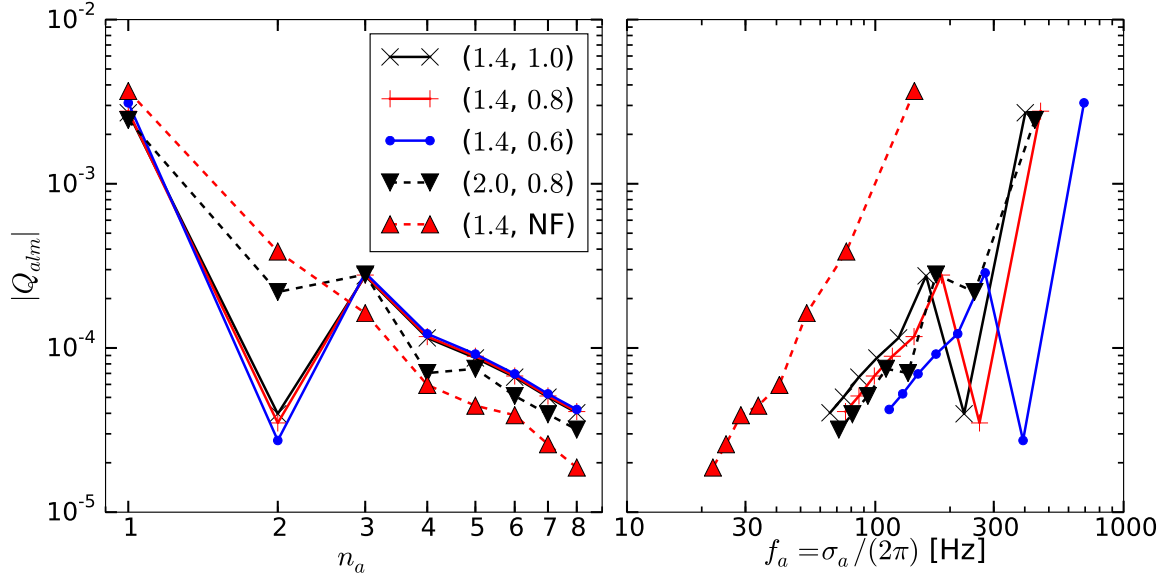 10⁻²
10⁻³
10⁻⁴
10⁻⁵
|Q_{alm}|
(1.4, 1.0)
(1.4, 0.8)
(1.4, 0.6)
(2.0, 0.8)
(1.4, NF)
1 2 3 4 5 6 7 8
n_a
10 30 100 300 1000
f_a = σ_a/(2π) [Hz]